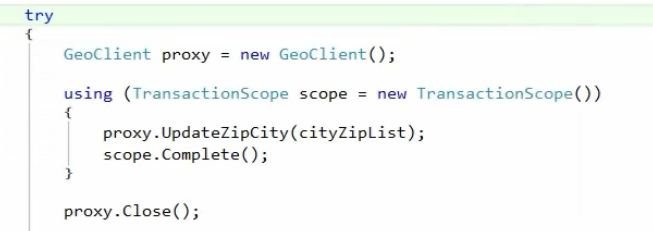 try
{
GeoClient proxy = new GeoClient();
using (TransactionScope scope = new TransactionScope())
{
proxy.UpdateZipCity(cityZipList);
scope.Complete();
}
proxy.Close();